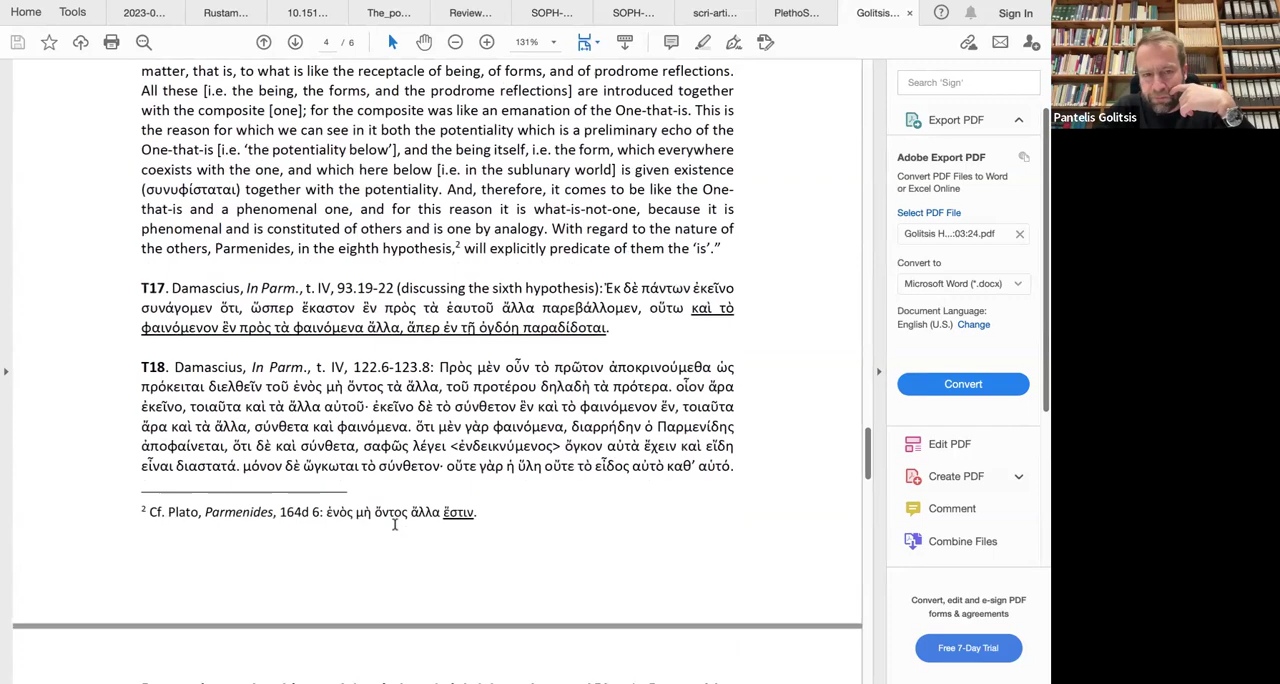 Home Tools 2023-0... Rustam... 10.151... The_po... Review... SOPH-... SOPH-... scri-artic... PlethoS... Golitsis... × Sign In
4 / 6 131%
matter, that is, to what is like the receptacle of being, of forms, and of prodrome reflections.
All these [i.e. the being, the forms, and the prodrome reflections] are introduced together
with the composite [one]; for the composite was like an emanation of the One-that-is. This is
the reason for which we can see in it both the potentiality which is a preliminary echo of the
One-that-is [i.e. ‘the potentiality below’], and the being itself, i.e. the form, which everywhere
coexists with the one, and which here below [i.e. in the sublunary world] is given existence
(συνυφίσταται) together with the potentiality. And, therefore, it comes to be like the One-
that-is and a phenomenal one, and for this reason it is what-is-not-one, because it is
phenomenal and is constituted of others and is one by analogy. With regard to the nature of
the others, Parmenides, in the eighth hypothesis,² will explicitly predicate of them the ‘is’.”
T17. Damascius, In Parm., t. IV, 93.19-22 (discussing the sixth hypothesis): Ἐκ δὲ πάντων ἐκεῖνο
συνάγομεν ὅτι, ὥσπερ ἕκαστον ἓν πρὸς τὰ ἑαυτοῦ ἄλλα παρεβάλλομεν, οὕτω καὶ τὸ
φαινόμενον ἓν πρὸς τὰ φαινόμενα ἄλλα, ἅπερ ἐν τῇ ὀγδόῃ παραδίδοται.
T18. Damascius, In Parm., t. IV, 122.6-123.8: Πρὸς μὲν οὖν τὸ πρῶτον ἀποκρινούμεθα ὡς
πρόκειται διελθεῖν τοῦ ἑνὸς μὴ ὄντος τὰ ἄλλα, τοῦ προτέρου δηλαδὴ τὰ πρότερα. οἷον ἄρα
ἐκεῖνο, τοιαῦτα καὶ τὰ ἄλλα αὐτοῦ· ἐκεῖνο δὲ τὸ σύνθετον ἓν καὶ τὸ φαινόμενον ἕν, τοιαῦτα
ἄρα καὶ τὰ ἄλλα, σύνθετα καὶ φαινόμενα. ὅτι μὲν γὰρ φαινόμενα, διαρρήδην ὁ Παρμενίδης
ἀποφαίνεται, ὅτι δὲ καὶ σύνθετα, σαφῶς λέγει <ἐνδεικνύμενος> ὄγκον αὐτὰ ἔχειν καὶ εἴδη
εἶναι διαστατά. μόνον δὲ ὤγκωται τὸ σύνθετον· οὔτε γὰρ ἡ ὕλη οὔτε τὸ εἶδος αὐτὸ καθ’ αὑτό.
² Cf. Plato, Parmenides, 164d 6: ἑνὸς μὴ ὄντος ἄλλα ἔστιν.
Search 'Sign'
Export PDF
Adobe Export PDF
Convert PDF Files to Word
or Excel Online
Select PDF File
Golitsis H...:03:24.pdf
Convert to
Microsoft Word (*.docx)
Document Language:
English (U.S.) Change
Convert
Edit PDF
Create PDF
Comment
Combine Files
Convert, edit and e-sign PDF
forms & agreements
Free 7-Day Trial
Pantelis Golitsis